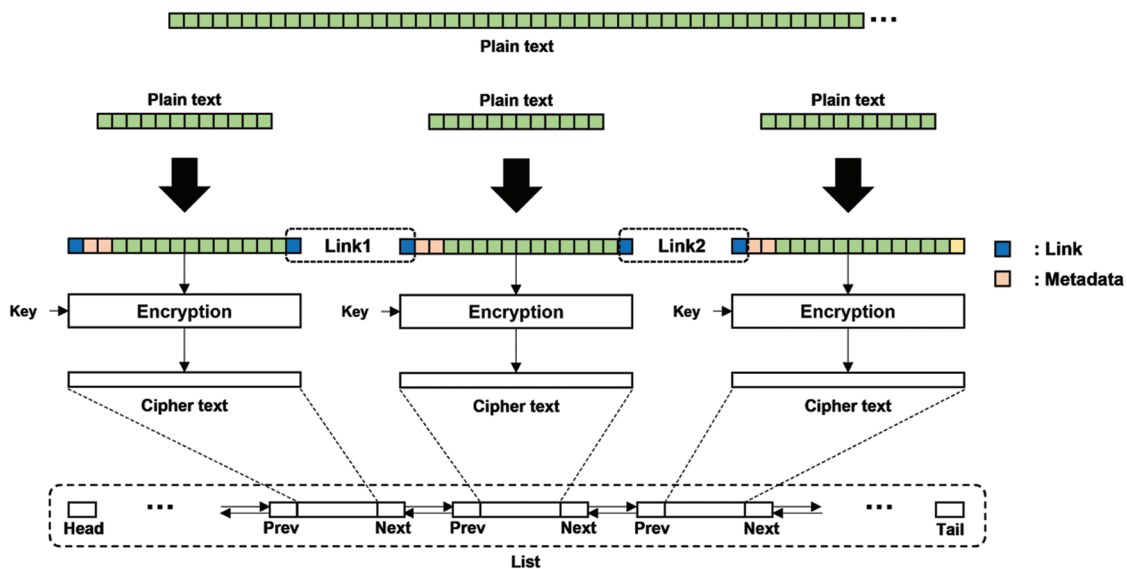 Plain text
Plain text Plain text Plain text
Link1 Link2
: Link
: Metadata
Key Encryption Key Encryption Key Encryption
Cipher text Cipher text Cipher text
Head Prev Next Prev Next Prev Next Tail
List